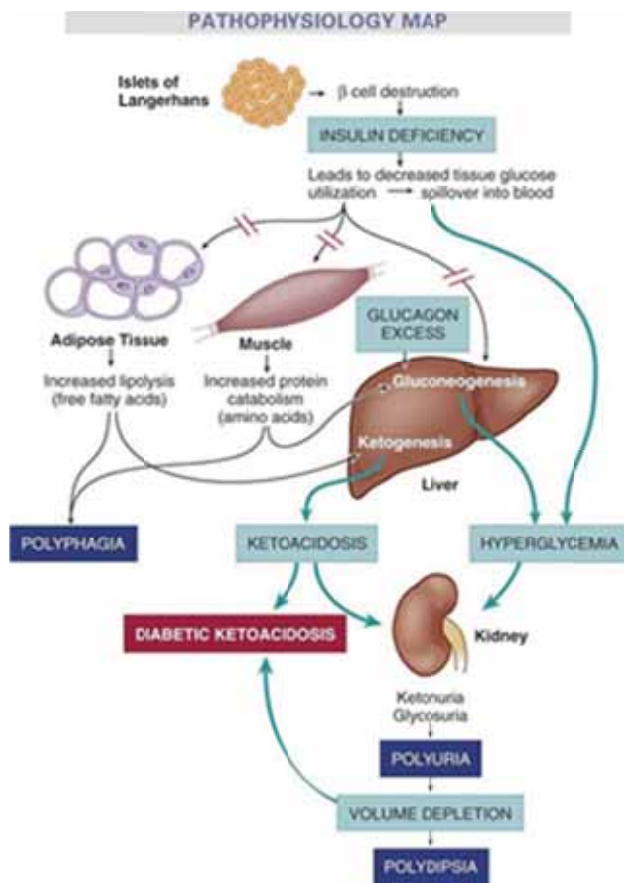 PATHOPHYSIOLOGY MAP
Islets of
Langerhans
β cell destruction
INSULIN DEFICIENCY
Leads to decreased tissue glucose
utilization
spillover into blood
Adipose Tissue
Increased lipolysis
(free fatty acids)
Muscle
Increased protein
catabolism
(amino acids)
GLUCAGON
EXCESS
Gluconeogenesis
Ketogenesis
Liver
POLYPHAGIA
KETOACIDOSIS
HYPERGLYCEMIA
DIABETIC KETOACIDOSIS
Kidney
Ketonuria
Glycosuria
POLYURIA
VOLUME DEPLETION
POLYDIPSIA